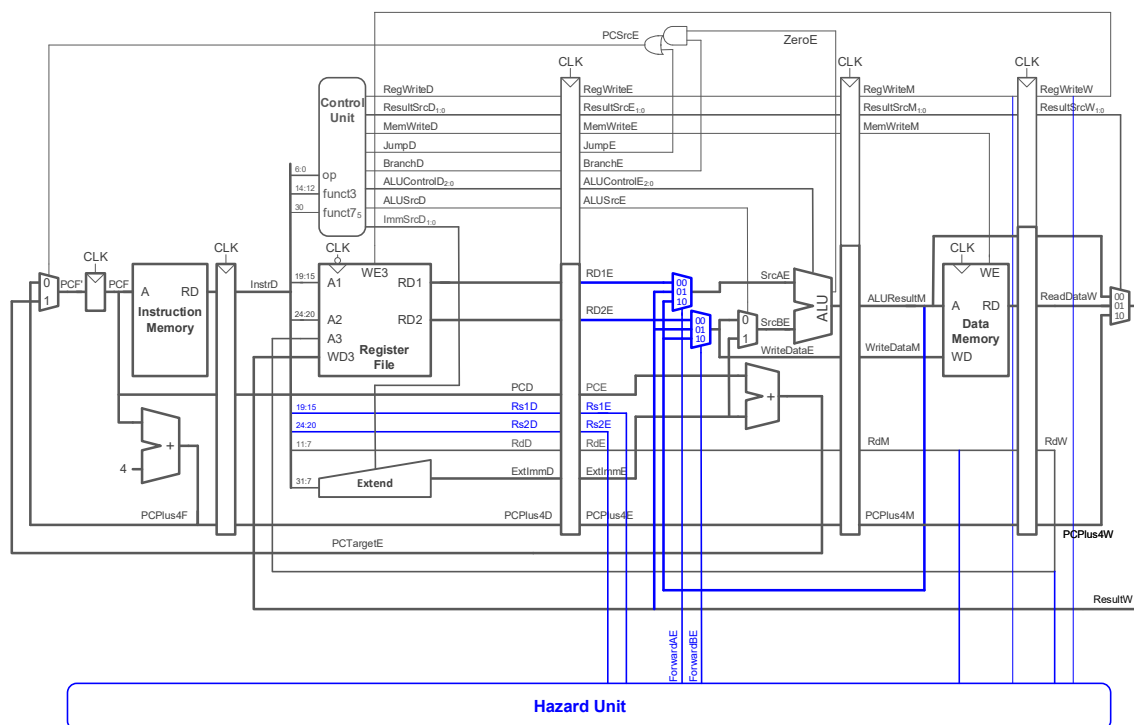 PCSrcE
ZeroE
CLK
CLK
CLK
Control
Unit
op
funct3
funct7₅
6:0
14:12
30
RegWriteD
ResultSrcD₁:₀
MemWriteD
JumpD
BranchD
ALUControlD₂:₀
ALUSrcD
ImmSrcD₁:₀
RegWriteE
ResultSrcE₁:₀
MemWriteE
JumpE
BranchE
ALUControlE₂:₀
ALUSrcE
RegWriteM
ResultSrcM₁:₀
MemWriteM
RegWriteW
ResultSrcW₁:₀
CLK
CLK
CLK
CLK
0
1
PCF'
PCF
A
RD
Instruction
Memory
InstrD
19:15
24:20
A1
A2
A3
WD3
WE3
RD1
RD2
Register
File
RD1E
RD2E
00
01
10
00
01
10
0
1
SrcAE
SrcBE
ALU
ALUResultM
WriteDataE
WriteDataM
A
RD
WE
Data
Memory
WD
ReadDataW
00
01
10
PCD
PCE
+
19:15
Rs1D
Rs1E
24:20
Rs2D
Rs2E
11:7
RdD
RdE
RdM
RdW
+
4
31:7
Extend
ExtImmD
ExtImmE
PCPlus4F
PCPlus4D
PCPlus4E
PCPlus4M
PCPlus4W
PCTargetE
ResultW
ForwardAE
ForwardBE
Hazard Unit